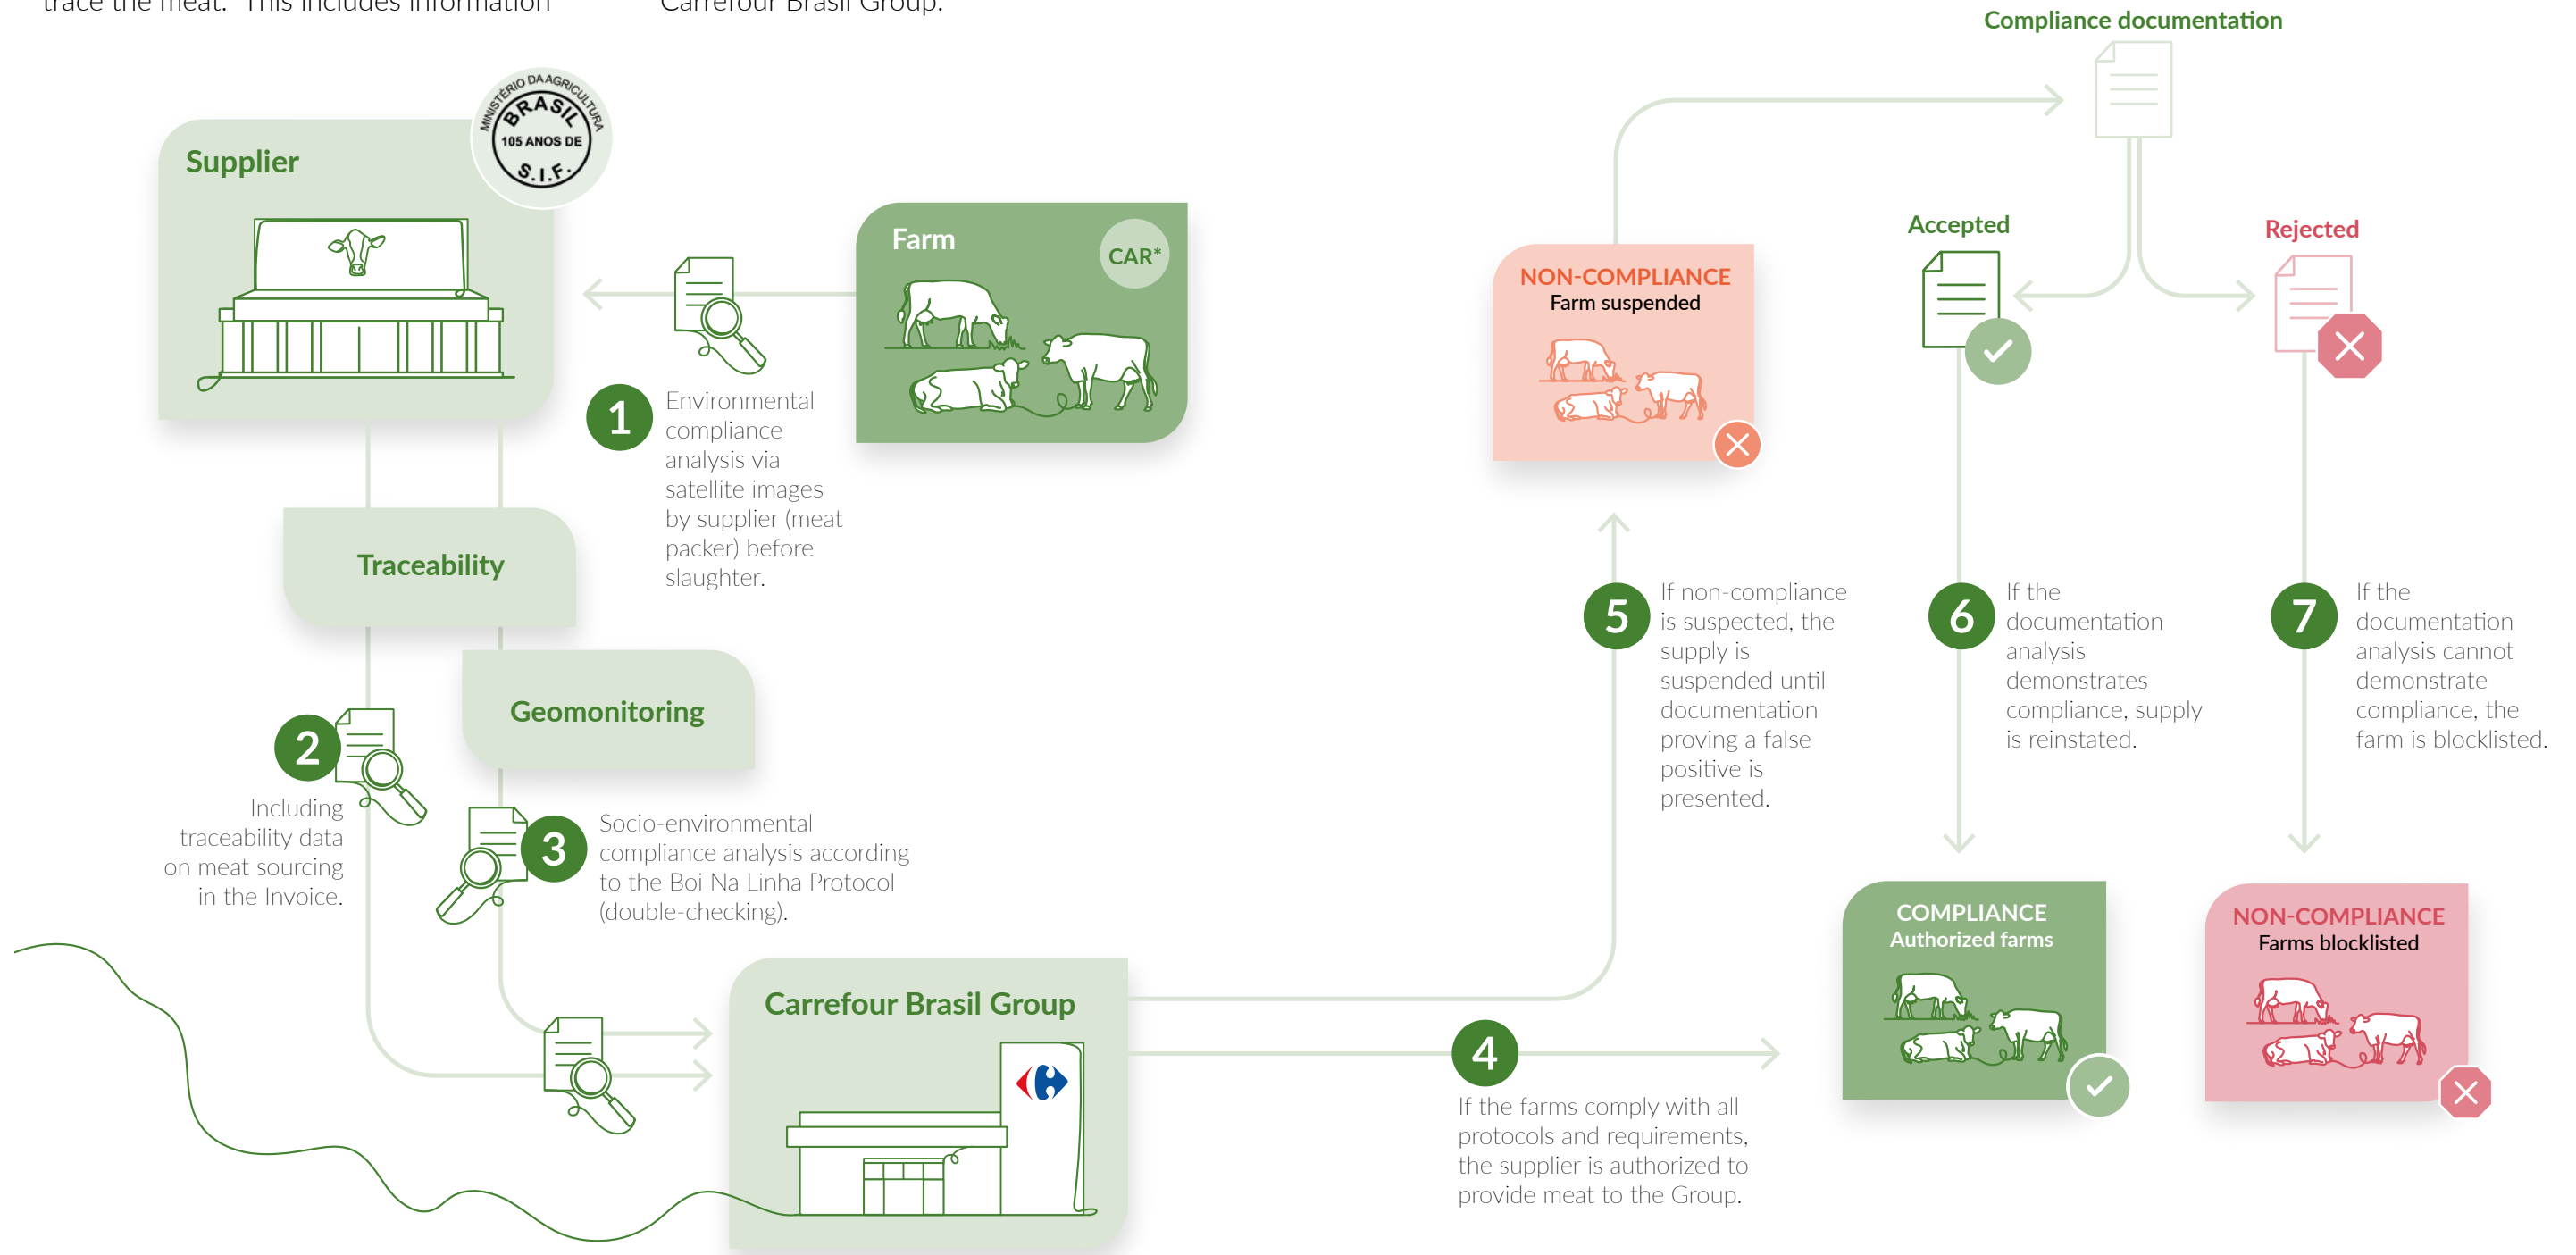 trace the meat. This includes information
Carrefour Brasil Group.
Compliance documentation
MINISTÉRIO DA AGRICULTURA
BRASIL
105 ANOS DE
S.I.F.
Supplier
Farm
CAR*
1
Environmental
compliance
analysis via
satellite images
by supplier (meat
packer) before
slaughter.
Traceability
Geomonitoring
2
Including
traceability data
on meat sourcing
in the Invoice.
3
Socio-environmental
compliance analysis according
to the Boi Na Linha Protocol
(double-checking).
Carrefour Brasil Group
4
If the farms comply with all
protocols and requirements,
the supplier is authorized to
provide meat to the Group.
NON-COMPLIANCE
Farm suspended
5
If non-compliance
is suspected, the
supply is
suspended until
documentation
proving a false
positive is
presented.
Accepted
6
If the
documentation
analysis
demonstrates
compliance, supply
is reinstated.
Rejected
7
If the
documentation
analysis cannot
demonstrate
compliance, the
farm is blocklisted.
COMPLIANCE
Authorized farms
NON-COMPLIANCE
Farms blocklisted